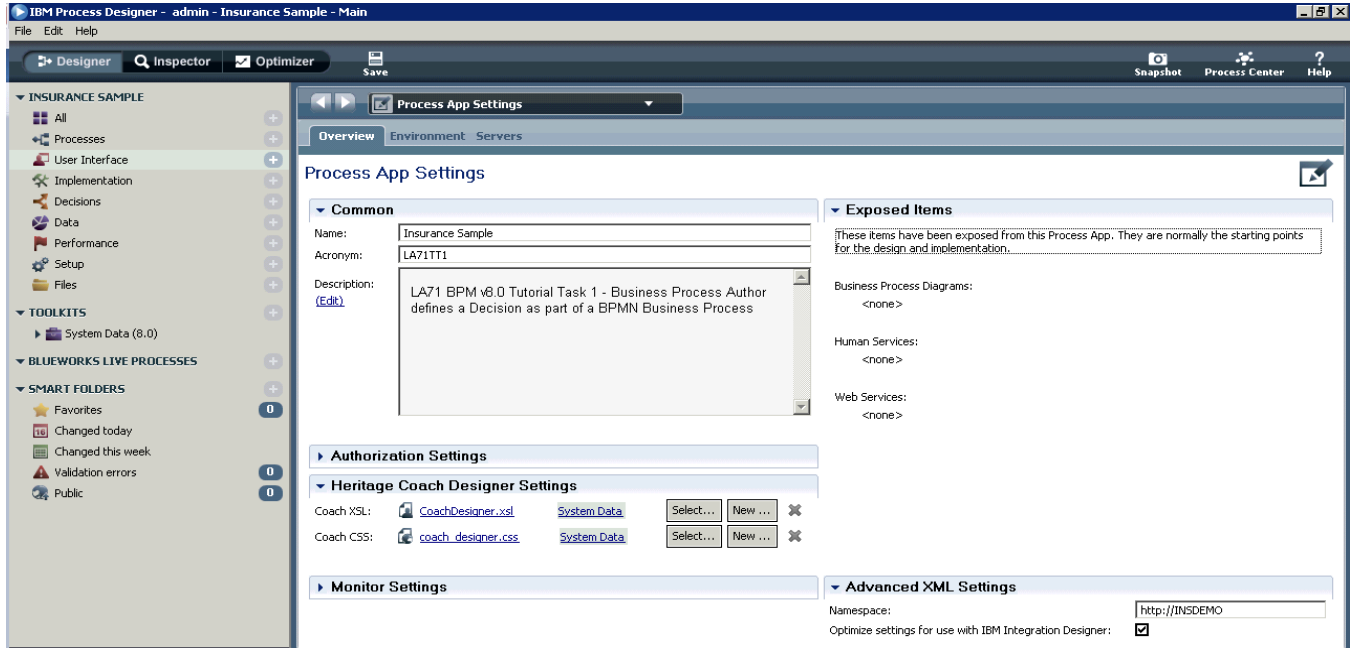 IBM Process Designer - admin - Insurance Sample - Main
File Edit Help
Designer Inspector Optimizer Save Snapshot Process Center Help
INSURANCE SAMPLE
All
Processes
User Interface
Implementation
Decisions
Data
Performance
Setup
Files
TOOLKITS
System Data (8.0)
BLUEWORKS LIVE PROCESSES
SMART FOLDERS
Favorites 0
Changed today
Changed this week
Validation errors 0
Public 0
Process App Settings
Overview Environment Servers
Process App Settings
Common
Name: Insurance Sample
Acronym: LA71TT1
Description:
(Edit)
LA71 BPM v8.0 Tutorial Task 1 - Business Process Author
defines a Decision as part of a BPMN Business Process
Authorization Settings
Heritage Coach Designer Settings
Coach XSL: CoachDesigner.xsl System Data Select... New ...
Coach CSS: coach_designer.css System Data Select... New ...
Monitor Settings
Exposed Items
These items have been exposed from this Process App. They are normally the starting points
for the design and implementation.
Business Process Diagrams:
<none>
Human Services:
<none>
Web Services:
<none>
Advanced XML Settings
Namespace: http://INSDEMO
Optimize settings for use with IBM Integration Designer: